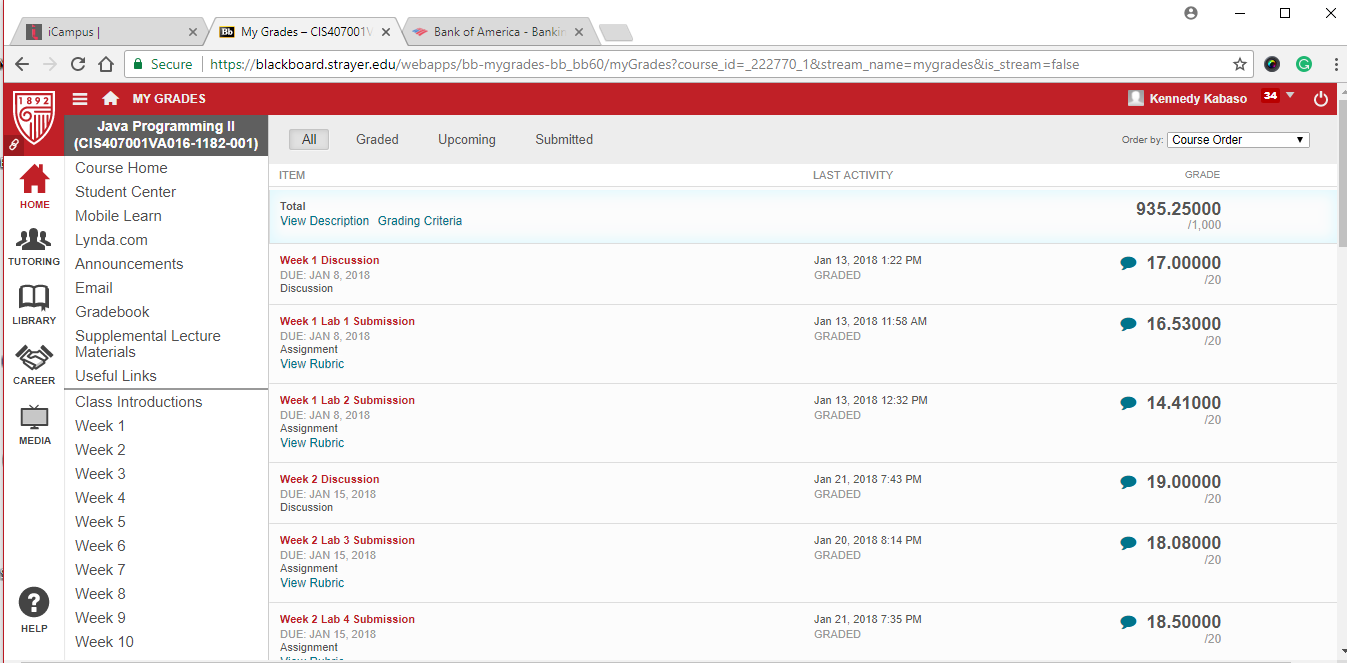 iCampus |
Bb My Grades – CIS407001V
Bank of America - Bankin
Secure https://blackboard.strayer.edu/webapps/bb-mygrades-bb_bb60/myGrades?course_id=_222770_1&stream_name=mygrades&is_stream=false
1892
MY GRADES
Kennedy Kabaso 34
Java Programming II
(CIS407001VA016-1182-001)
HOME
TUTORING
LIBRARY
CAREER
MEDIA
? HELP
Course Home
Student Center
Mobile Learn
Lynda.com
Announcements
Email
Gradebook
Supplemental Lecture
Materials
Useful Links
Class Introductions
Week 1
Week 2
Week 3
Week 4
Week 5
Week 6
Week 7
Week 8
Week 9
Week 10
All Graded Upcoming Submitted
Order by: Course Order
ITEM LAST ACTIVITY GRADE
Total 935.25000
View Description Grading Criteria /1,000
Week 1 Discussion Jan 13, 2018 1:22 PM 17.00000
DUE: JAN 8, 2018 GRADED /20
Discussion
Week 1 Lab 1 Submission Jan 13, 2018 11:58 AM 16.53000
DUE: JAN 8, 2018 GRADED /20
Assignment
View Rubric
Week 1 Lab 2 Submission Jan 13, 2018 12:32 PM 14.41000
DUE: JAN 8, 2018 GRADED /20
Assignment
View Rubric
Week 2 Discussion Jan 21, 2018 7:43 PM 19.00000
DUE: JAN 15, 2018 GRADED /20
Discussion
Week 2 Lab 3 Submission Jan 20, 2018 8:14 PM 18.08000
DUE: JAN 15, 2018 GRADED /20
Assignment
View Rubric
Week 2 Lab 4 Submission Jan 21, 2018 7:35 PM 18.50000
DUE: JAN 15, 2018 GRADED /20
Assignment
View Rubric